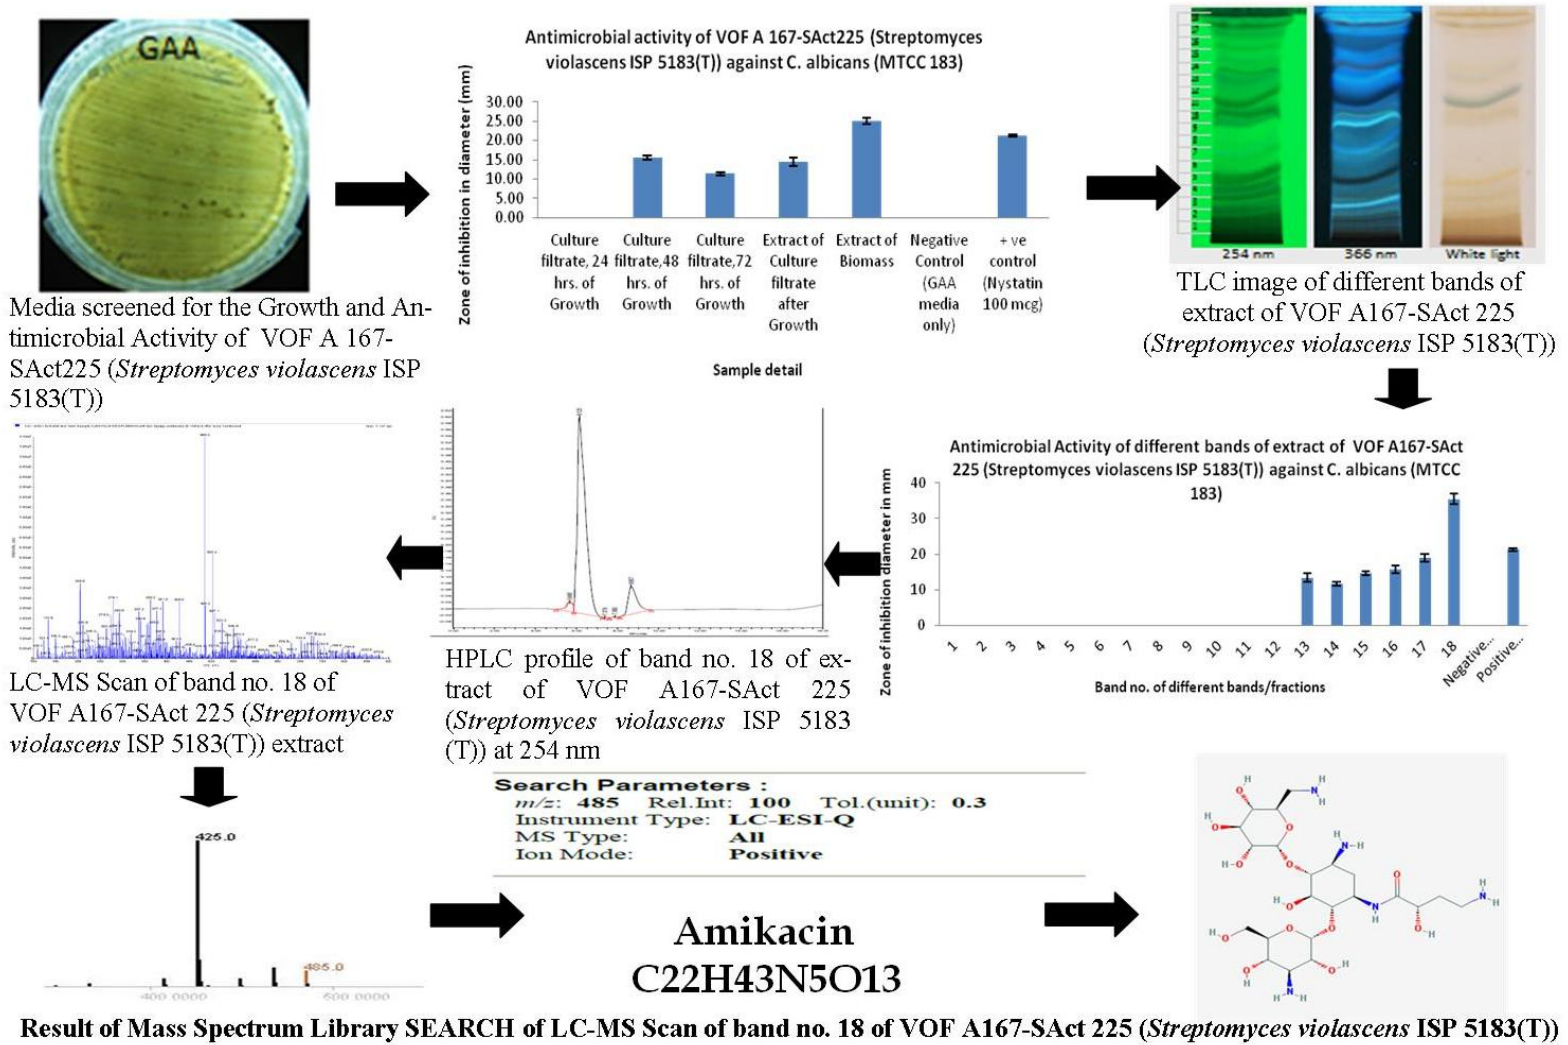 GAA
Media screened for the Growth and An-
timicrobial Activity of VOF A 167-
SAct225 (Streptomyces violascens ISP
5183(T))
Antimicrobial activity of VOF A 167-SAct225 (Streptomyces
violascens ISP 5183(T)) against C. albicans (MTCC 183)
Zone of inhibition in diameter (mm)
30.00
25.00
20.00
15.00
10.00
5.00
0.00
Culture
filtrate, 24
hrs. of
Growth
Culture
filtrate,48
hrs. of
Growth
Culture
filtrate,72
hrs. of
Growth
Extract of
Culture
filtrate
after
Growth
Extract of
Biomass
Negative
Control
(GAA
media
only)
+ ve
control
(Nystatin
100 mcg)
Sample detail
254 nm
366 nm
White light
TLC image of different bands of
extract of VOF A167-SAct 225
(Streptomyces violascens ISP 5183(T))
Antimicrobial Activity of different bands of extract of VOF A167-SAct
225 (Streptomyces violascens ISP 5183(T)) against C. albicans (MTCC
183)
Zone of inhibition diameter in mm
40
30
20
10
0
1
2
3
4
5
6
7
8
9
10
11
12
13
14
15
16
17
18
Negative...
Positive...
Band no. of different bands/fractions
HPLC profile of band no. 18 of ex-
tract of VOF A167-SAct 225
(Streptomyces violascens ISP 5183
(T)) at 254 nm
LC-MS Scan of band no. 18 of
VOF A167-SAct 225 (Streptomyces
violascens ISP 5183(T)) extract
425.0
485.0
400.0000
500.0000
Search Parameters :
m/z: 485 Rel.Int: 100 Tol.(unit): 0.3
Instrument Type: LC-ESI-Q
MS Type: All
Ion Mode: Positive
Amikacin
C22H43N5O13
Result of Mass Spectrum Library SEARCH of LC-MS Scan of band no. 18 of VOF A167-SAct 225 (Streptomyces violascens ISP 5183(T))